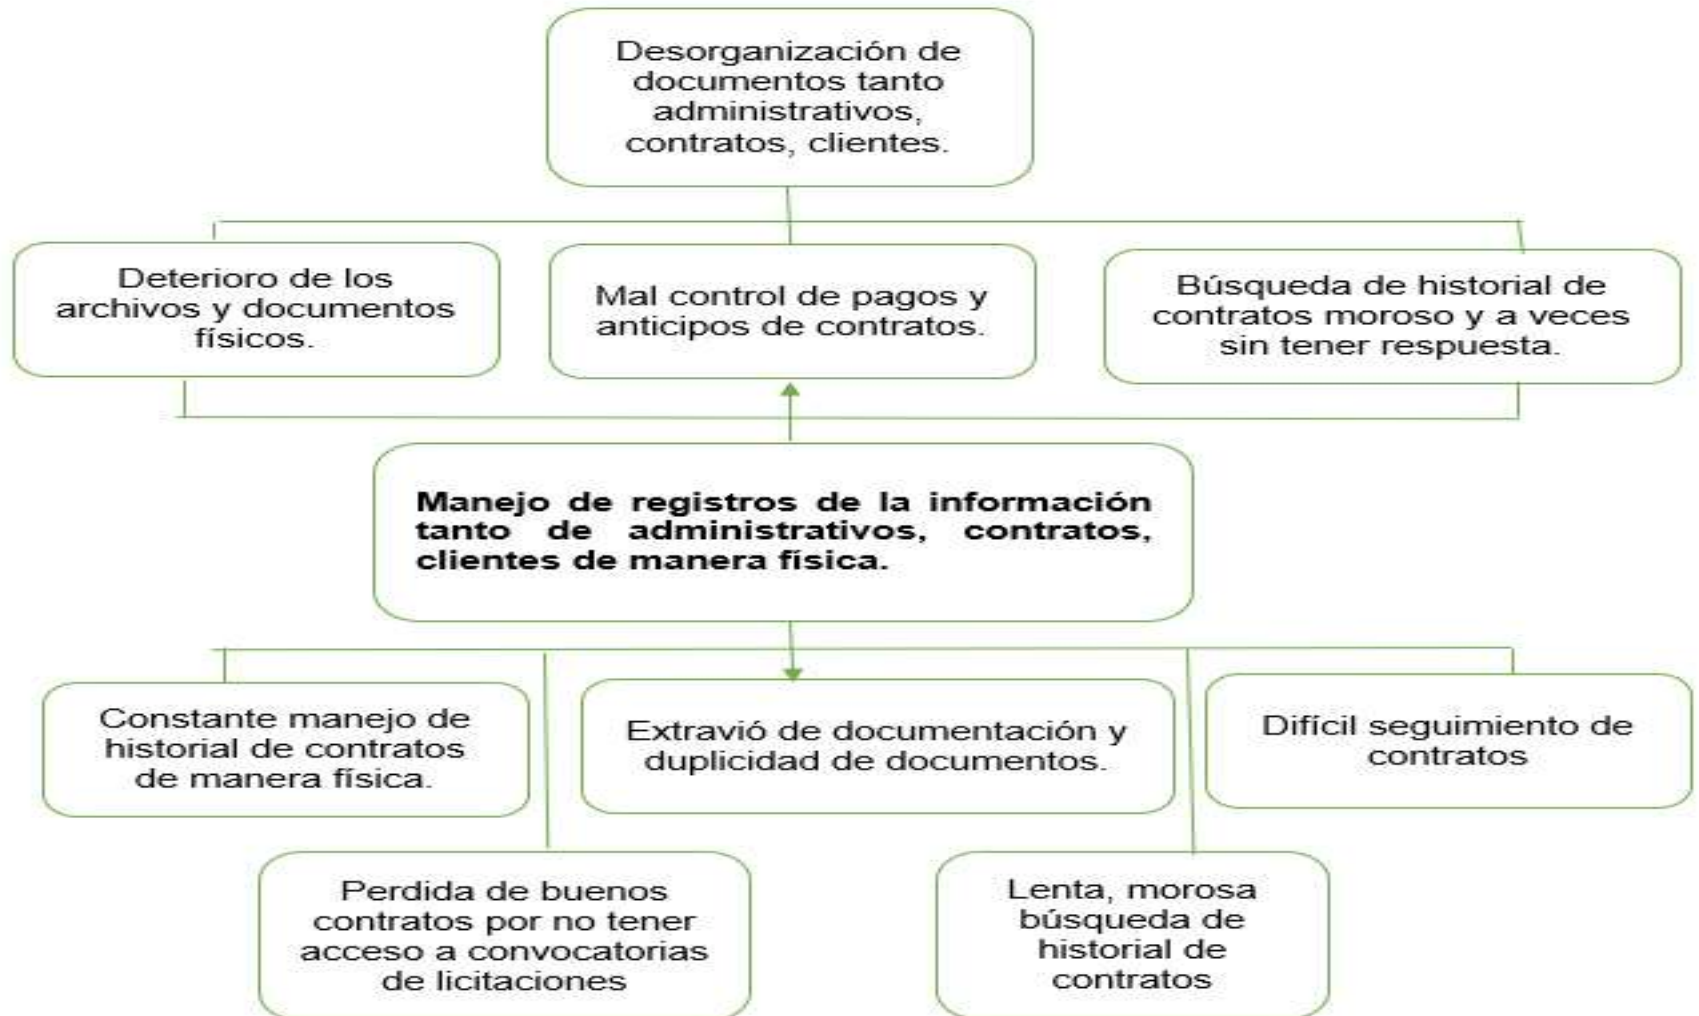 Desorganización de
documentos tanto
administrativos,
contratos, clientes.
Deterioro de los
archivos y documentos
físicos.
Mal control de pagos y
anticipos de contratos.
Búsqueda de historial de
contratos moroso y a veces
sin tener respuesta.
Manejo de registros de la información
tanto de administrativos, contratos,
clientes de manera física.
Constante manejo de
historial de contratos
de manera física.
Extravió de documentación y
duplicidad de documentos.
Difícil seguimiento de
contratos
Perdida de buenos
contratos por no tener
acceso a convocatorias
de licitaciones
Lenta, morosa
búsqueda de
historial de
contratos